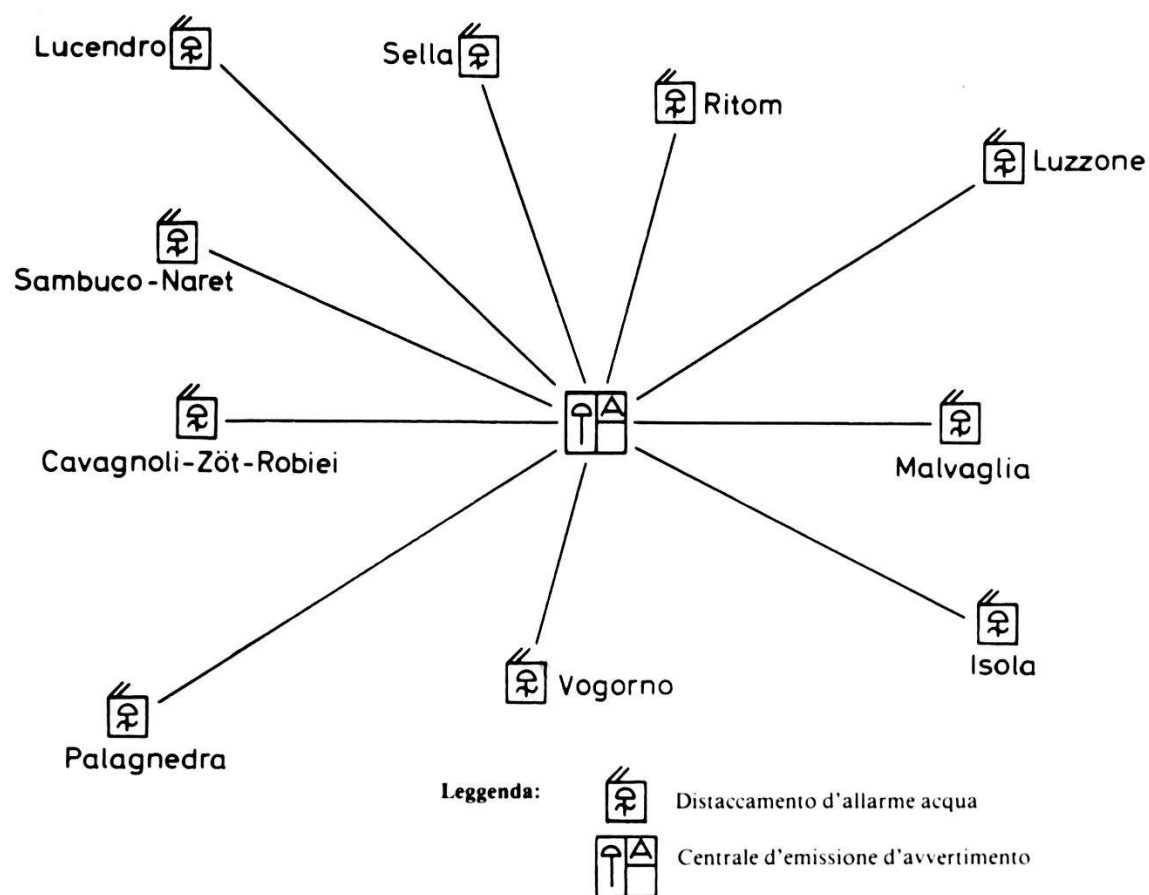 Lucendro
Sella
Ritom
Luzzone
Sambuco-Naret
Cavagnoli-Zöt-Robiei
Malvaglia
Isola
Vogorno
Palagnedra
Leggenda:
Distaccamento d'allarme acqua
A
Centrale d'emissione d'avvertimento
A